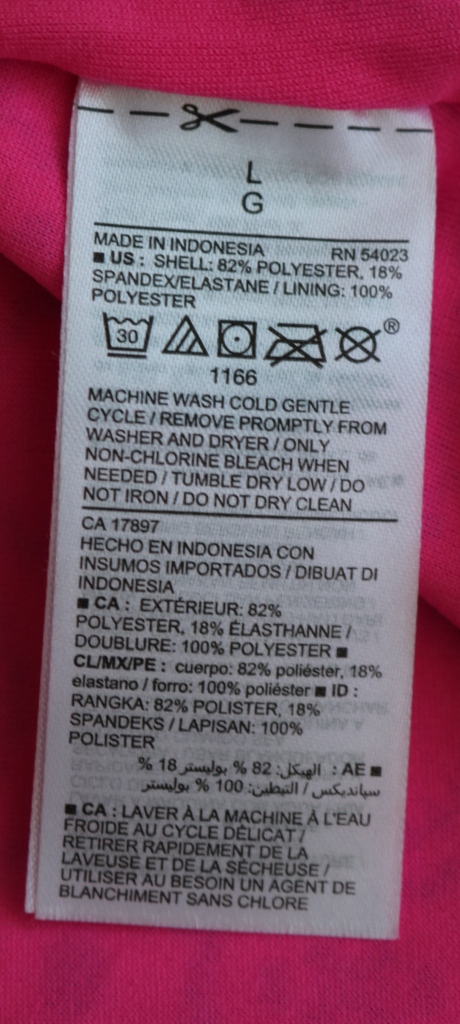 L
G
MADE IN INDONESIA RN 54023
■ US : SHELL: 82% POLYESTER, 18%
SPANDEX/ELASTANE / LINING: 100%
POLYESTER
30
®
1166
MACHINE WASH COLD GENTLE
CYCLE / REMOVE PROMPTLY FROM
WASHER AND DRYER / ONLY
NON-CHLORINE BLEACH WHEN
NEEDED / TUMBLE DRY LOW / DO
NOT IRON / DO NOT DRY CLEAN
CA 17897
HECHO EN INDONESIA CON
INSUMOS IMPORTADOS / DIBUAT DI
INDONESIA
■ CA : EXTÉRIEUR: 82%
POLYESTER, 18% ÉLASTHANNE /
DOUBLURE: 100% POLYESTER ■
CL/MX/PE : cuerpo: 82% poliéster, 18%
elastano / forro: 100% poliéster ■ ID :
RANGKA: 82% POLISTER, 18%
SPANDEKS / LAPISAN: 100%
POLISTER
■ AE : الهيكل: 82 % بوليستر 18 %
سباندیکس / التبطين: 100 % بوليستر
■ CA : LAVER À LA MACHINE À L'EAU
FROIDE AU CYCLE DÉLICAT /
RETIRER RAPIDEMENT DE LA
LAVEUSE ET DE LA SÉCHEUSE /
UTILISER AU BESOIN UN AGENT DE
BLANCHIMENT SANS CHLORE